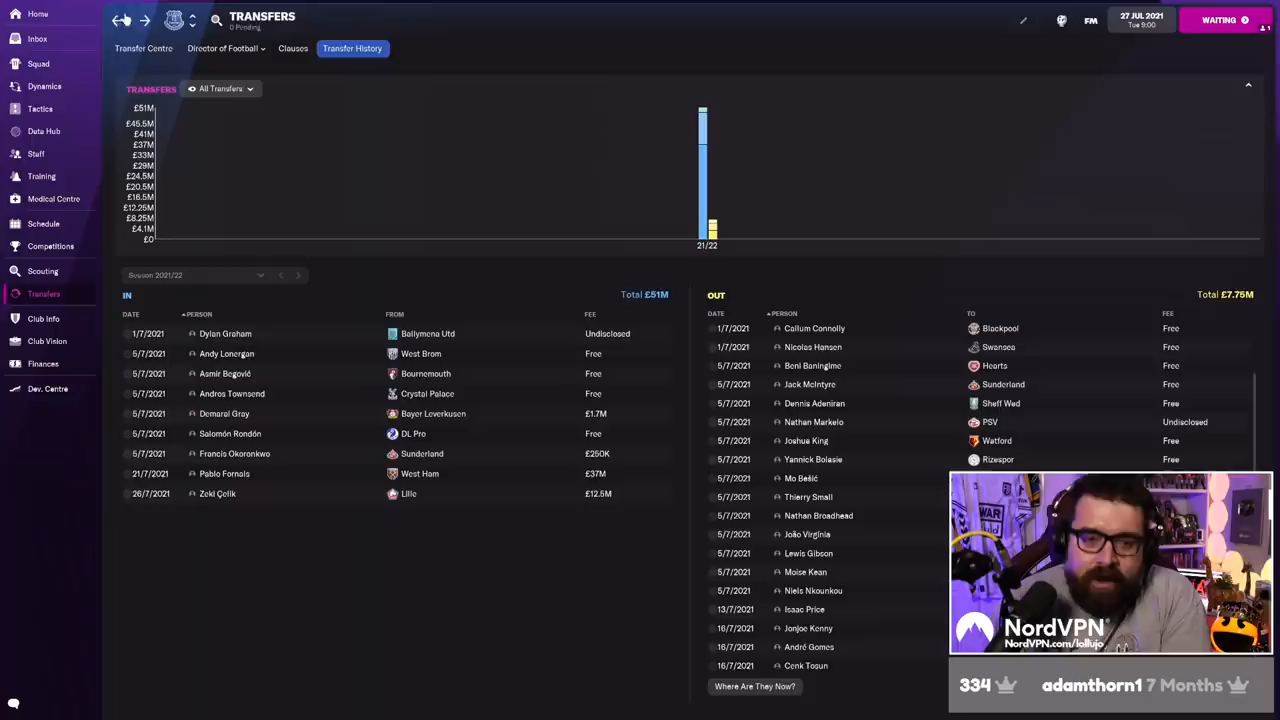 Home
Inbox
Squad
Dynamics
Tactics
Data Hub
Staff
Training
Medical Centre
Schedule
Competitions
Scouting
Transfers
Club Info
Club Vision
Finances
Dev. Centre
TRANSFERS
0 Pending
FM
27 JUL 2021
Tue 9:00
WAITING
1
Transfer Centre
Director of Football
Clauses
Transfer History
TRANSFERS
All Transfers
£51M
£45.5M
£41M
£37M
£33M
£29M
£24.5M
£20.5M
£16.5M
£12.25M
£8.25M
£4.1M
£0
21/22
Season 2021/22
IN
Total £51M
DATE PERSON FROM FEE
1/7/2021 Dylan Graham Ballymena Utd Undisclosed
5/7/2021 Andy Lonergan West Brom Free
5/7/2021 Asmir Begović Bournemouth Free
5/7/2021 Andros Townsend Crystal Palace Free
5/7/2021 Demaral Gray Bayer Leverkusen £1.7M
5/7/2021 Salomón Rondón DL Pro Free
5/7/2021 Francis Okoronkwo Sunderland £250K
21/7/2021 Pablo Fornals West Ham £37M
26/7/2021 Zeki Çelik Lille £12.5M
OUT
Total £7.75M
DATE PERSON TO FEE
1/7/2021 Callum Connolly Blackpool Free
1/7/2021 Nicolas Hansen Swansea Free
5/7/2021 Beni Baningime Hearts Free
5/7/2021 Jack McIntyre Sunderland Free
5/7/2021 Dennis Adeniran Sheff Wed Free
5/7/2021 Nathan Markelo PSV Undisclosed
5/7/2021 Joshua King Watford Free
5/7/2021 Yannick Bolasie Rizespor Free
5/7/2021 Mo Bešić
5/7/2021 Thierry Small
5/7/2021 Nathan Broadhead
5/7/2021 João Virgínia
5/7/2021 Lewis Gibson
5/7/2021 Moise Kean
5/7/2021 Niels Nkounkou
13/7/2021 Isaac Price
16/7/2021 Jonjoe Kenny
16/7/2021 André Gomes
16/7/2021 Cenk Tosun
Where Are They Now?
WAR
NordVPN®
NordVPN.com/lollujo
334 adamthorn1 7 Months